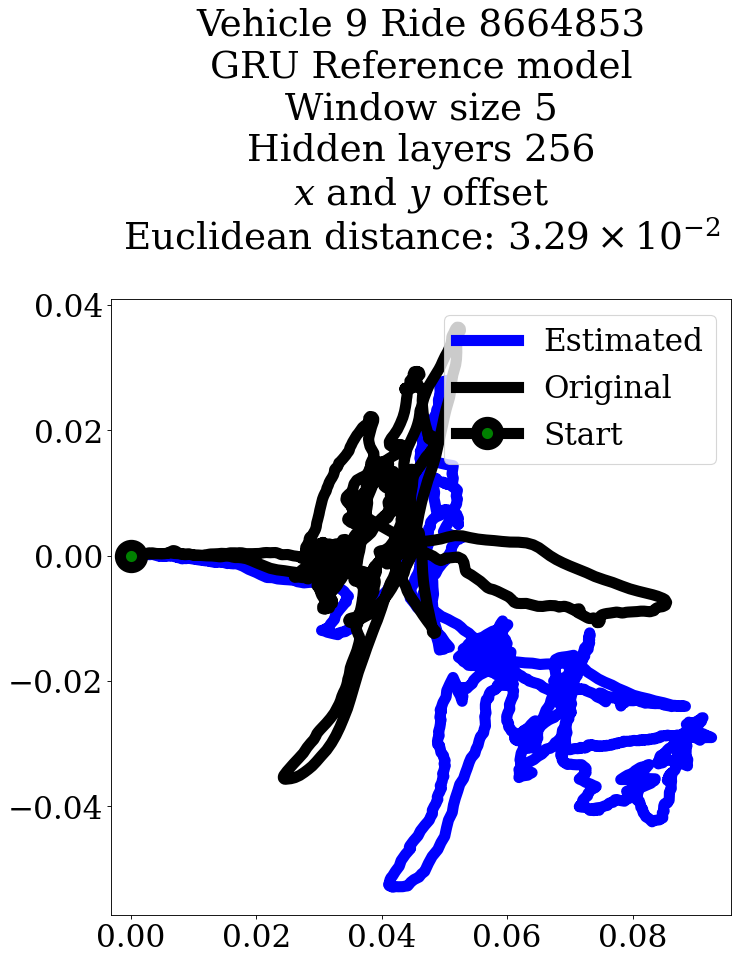 Vehicle 9 Ride 8664853
GRU Reference model
Window size 5
Hidden layers 256
x and y offset
Euclidean distance: 3.29 × 10⁻²
Estimated
Original
Start
0.04
0.02
0.00
−0.02
−0.04
0.00 0.02 0.04 0.06 0.08